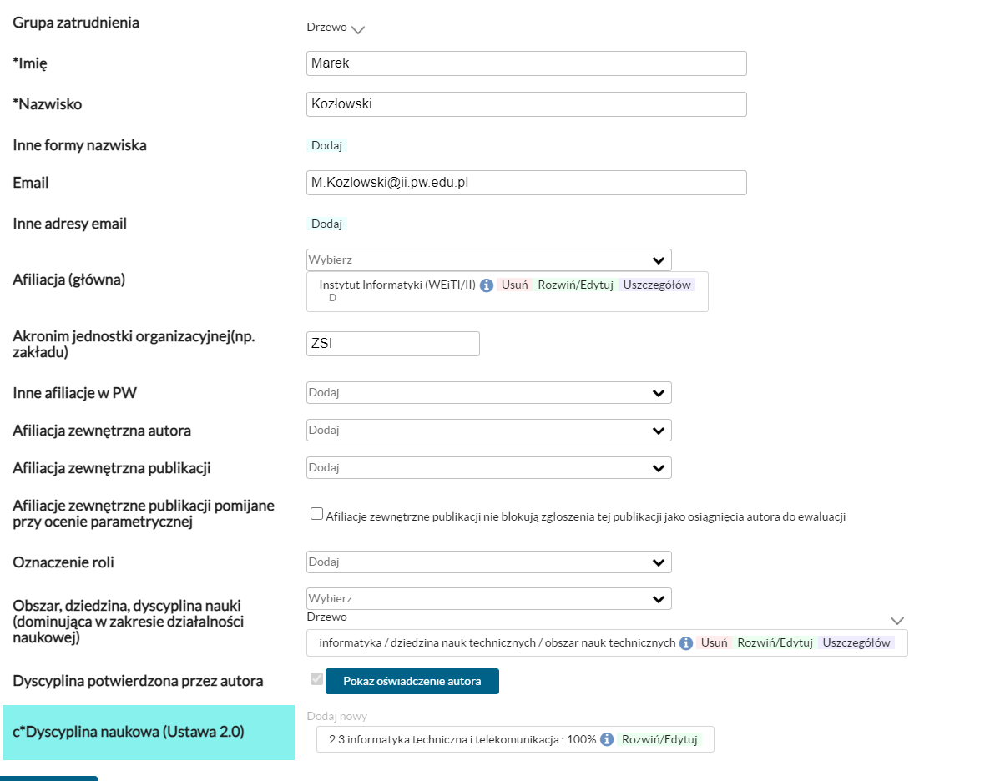 Grupa zatrudnienia
Drzewo
*Imię
Marek
*Nazwisko
Kozłowski
Inne formy nazwiska
Dodaj
Email
M.Kozlowski@ii.pw.edu.pl
Inne adresy email
Dodaj
Afiliacja (główna)
Wybierz
Instytut Informatyki (WEiTI/II) i Usuń Rozwiń/Edytuj Uszczegółów
D
Akronim jednostki organizacyjnej(np.
zakładu)
ZSI
Inne afiliacje w PW
Dodaj
Afiliacja zewnętrzna autora
Dodaj
Afiliacja zewnętrzna publikacji
Dodaj
Afiliacje zewnętrzne publikacji pomijane
przy ocenie parametrycznej
Afiliacje zewnętrzne publikacji nie blokują zgłoszenia tej publikacji jako osiągnięcia autora do ewaluacji
Oznaczenie roli
Dodaj
Obszar, dziedzina, dyscyplina nauki
(dominująca w zakresie działalności
naukowej)
Wybierz
Drzewo
informatyka / dziedzina nauk technicznych / obszar nauk technicznych i Usuń Rozwiń/Edytuj Uszczegółów
Dyscyplina potwierdzona przez autora
Pokaż oświadczenie autora
c*Dyscyplina naukowa (Ustawa 2.0)
Dodaj nowy
2.3 informatyka techniczna i telekomunikacja : 100% i Rozwiń/Edytuj